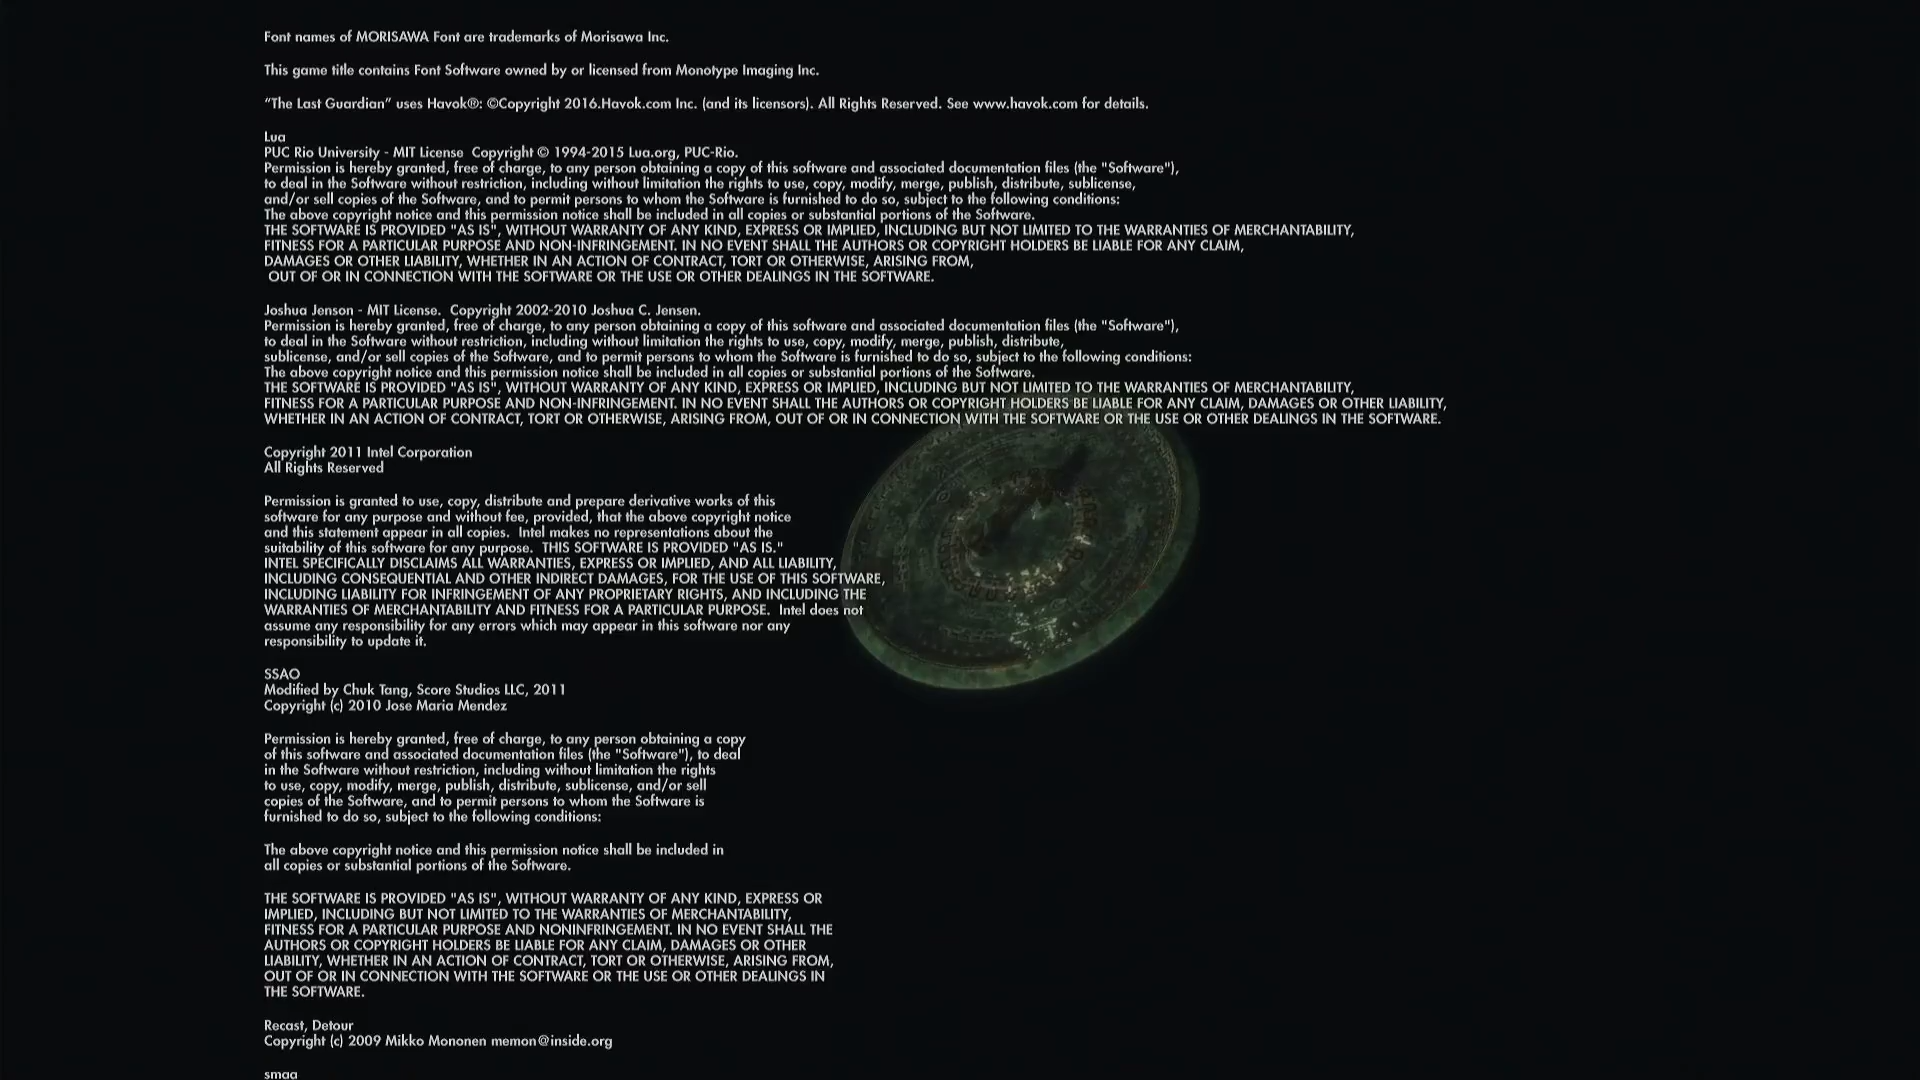 Font names of MORISAWA Font are trademarks of Morisawa Inc.
This game title contains Font Software owned by or licensed from Monotype Imaging Inc.
“The Last Guardian” uses Havok®: ©Copyright 2016.Havok.com Inc. (and its licensors). All Rights Reserved. See www.havok.com for details.
Lua
PUC Rio University - MIT License  Copyright © 1994-2015 Lua.org, PUC-Rio.
Permission is hereby granted, free of charge, to any person obtaining a copy of this software and associated documentation files (the "Software"),
to deal in the Software without restriction, including without limitation the rights to use, copy, modify, merge, publish, distribute, sublicense,
and/or sell copies of the Software, and to permit persons to whom the Software is furnished to do so, subject to the following conditions:
The above copyright notice and this permission notice shall be included in all copies or substantial portions of the Software.
THE SOFTWARE IS PROVIDED "AS IS", WITHOUT WARRANTY OF ANY KIND, EXPRESS OR IMPLIED, INCLUDING BUT NOT LIMITED TO THE WARRANTIES OF MERCHANTABILITY,
FITNESS FOR A PARTICULAR PURPOSE AND NON-INFRINGEMENT. IN NO EVENT SHALL THE AUTHORS OR COPYRIGHT HOLDERS BE LIABLE FOR ANY CLAIM,
DAMAGES OR OTHER LIABILITY, WHETHER IN AN ACTION OF CONTRACT, TORT OR OTHERWISE, ARISING FROM,
OUT OF OR IN CONNECTION WITH THE SOFTWARE OR THE USE OR OTHER DEALINGS IN THE SOFTWARE.
Joshua Jenson - MIT License.  Copyright 2002-2010 Joshua C. Jensen.
Permission is hereby granted, free of charge, to any person obtaining a copy of this software and associated documentation files (the "Software"),
to deal in the Software without restriction, including without limitation the rights to use, copy, modify, merge, publish, distribute,
sublicense, and/or sell copies of the Software, and to permit persons to whom the Software is furnished to do so, subject to the following conditions:
The above copyright notice and this permission notice shall be included in all copies or substantial portions of the Software.
THE SOFTWARE IS PROVIDED "AS IS", WITHOUT WARRANTY OF ANY KIND, EXPRESS OR IMPLIED, INCLUDING BUT NOT LIMITED TO THE WARRANTIES OF MERCHANTABILITY,
FITNESS FOR A PARTICULAR PURPOSE AND NON-INFRINGEMENT. IN NO EVENT SHALL THE AUTHORS OR COPYRIGHT HOLDERS BE LIABLE FOR ANY CLAIM, DAMAGES OR OTHER LIABILITY,
WHETHER IN AN ACTION OF CONTRACT, TORT OR OTHERWISE, ARISING FROM, OUT OF OR IN CONNECTION WITH THE SOFTWARE OR THE USE OR OTHER DEALINGS IN THE SOFTWARE.
Copyright 2011 Intel Corporation
All Rights Reserved
Permission is granted to use, copy, distribute and prepare derivative works of this
software for any purpose and without fee, provided, that the above copyright notice
and this statement appear in all copies.  Intel makes no representations about the
suitability of this software for any purpose.  THIS SOFTWARE IS PROVIDED "AS IS."
INTEL SPECIFICALLY DISCLAIMS ALL WARRANTIES, EXPRESS OR IMPLIED, AND ALL LIABILITY,
INCLUDING CONSEQUENTIAL AND OTHER INDIRECT DAMAGES, FOR THE USE OF THIS SOFTWARE,
INCLUDING LIABILITY FOR INFRINGEMENT OF ANY PROPRIETARY RIGHTS, AND INCLUDING THE
WARRANTIES OF MERCHANTABILITY AND FITNESS FOR A PARTICULAR PURPOSE.  Intel does not
assume any responsibility for any errors which may appear in this software nor any
responsibility to update it.
SSAO
Modified by Chuk Tang, Score Studios LLC, 2011
Copyright (c) 2010 Jose Maria Mendez
Permission is hereby granted, free of charge, to any person obtaining a copy
of this software and associated documentation files (the "Software"), to deal
in the Software without restriction, including without limitation the rights
to use, copy, modify, merge, publish, distribute, sublicense, and/or sell
copies of the Software, and to permit persons to whom the Software is
furnished to do so, subject to the following conditions:
The above copyright notice and this permission notice shall be included in
all copies or substantial portions of the Software.
THE SOFTWARE IS PROVIDED "AS IS", WITHOUT WARRANTY OF ANY KIND, EXPRESS OR
IMPLIED, INCLUDING BUT NOT LIMITED TO THE WARRANTIES OF MERCHANTABILITY,
FITNESS FOR A PARTICULAR PURPOSE AND NONINFRINGEMENT. IN NO EVENT SHALL THE
AUTHORS OR COPYRIGHT HOLDERS BE LIABLE FOR ANY CLAIM, DAMAGES OR OTHER
LIABILITY, WHETHER IN AN ACTION OF CONTRACT, TORT OR OTHERWISE, ARISING FROM,
OUT OF OR IN CONNECTION WITH THE SOFTWARE OR THE USE OR OTHER DEALINGS IN
THE SOFTWARE.
Recast, Detour
Copyright (c) 2009 Mikko Mononen memon@inside.org
smaa